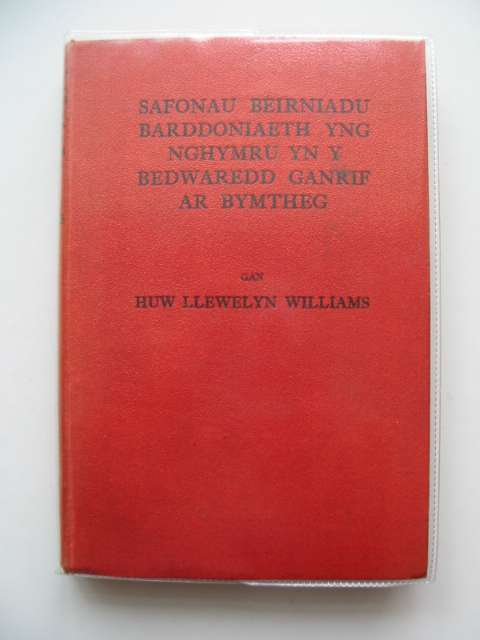 SAFONAU BEIRNIADU
BARDDONIAETH YNG
NGHYMRU YN Y
BEDWAREDD GANRIF
AR BYMTHEG
GAN
HUW LLEWELYN WILLIAMS